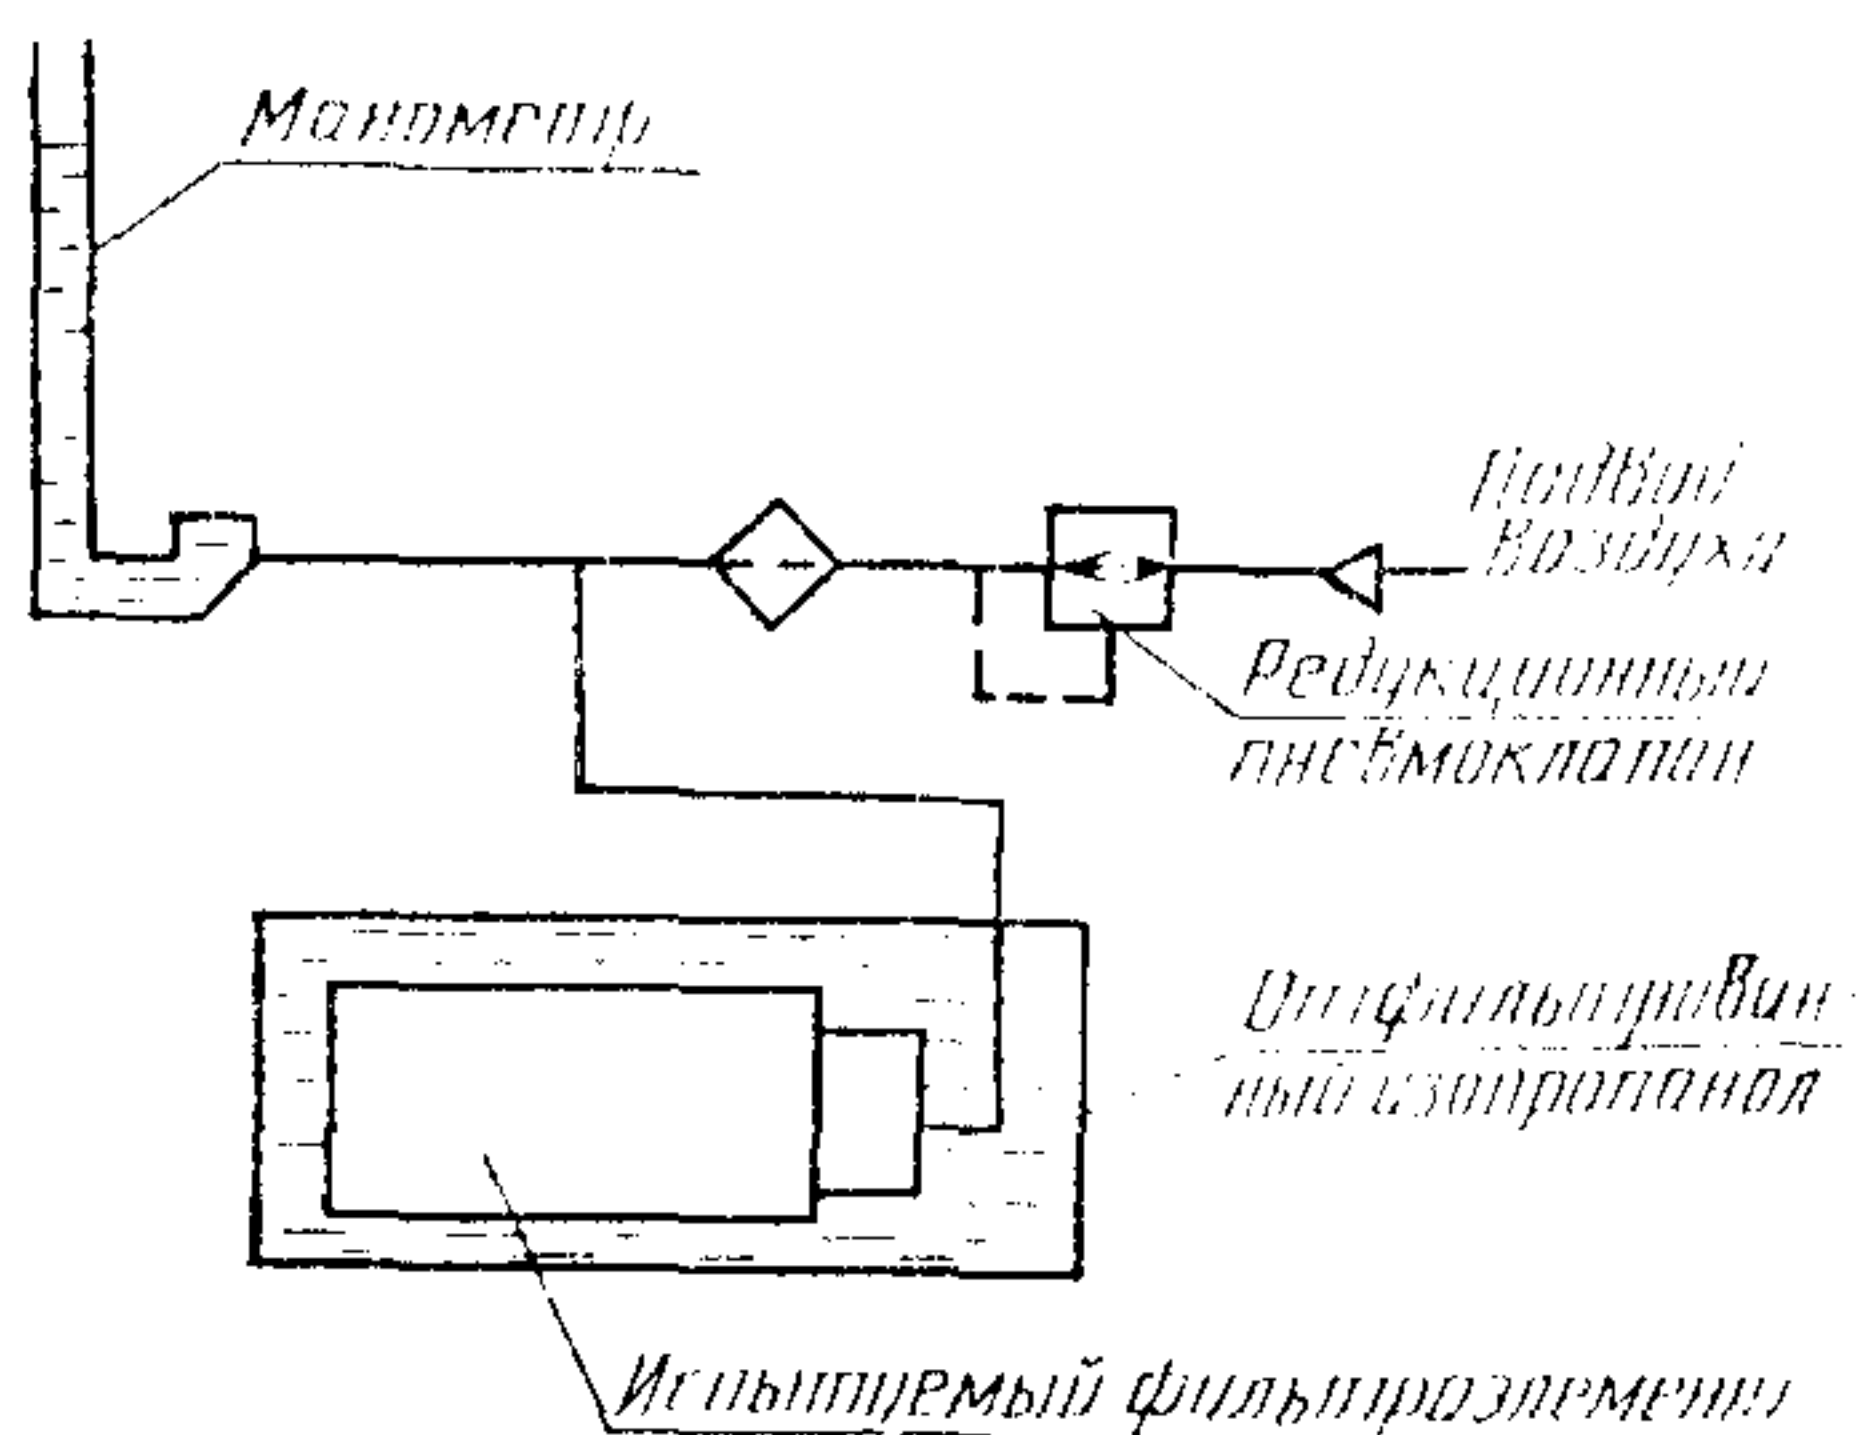 Манометр
Подвод
воздуха
Редукционный
пневмоклапан
Отфильтрован-
ный изопропанол
Испытуемый фильтроэлемент